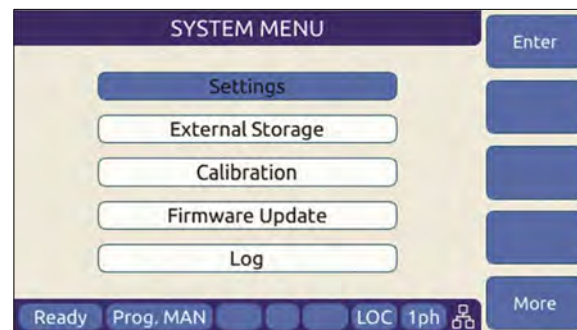 SYSTEM MENU
Enter
Settings
External Storage
Calibration
Firmware Update
Log
Ready Prog. MAN LOC 1ph
More